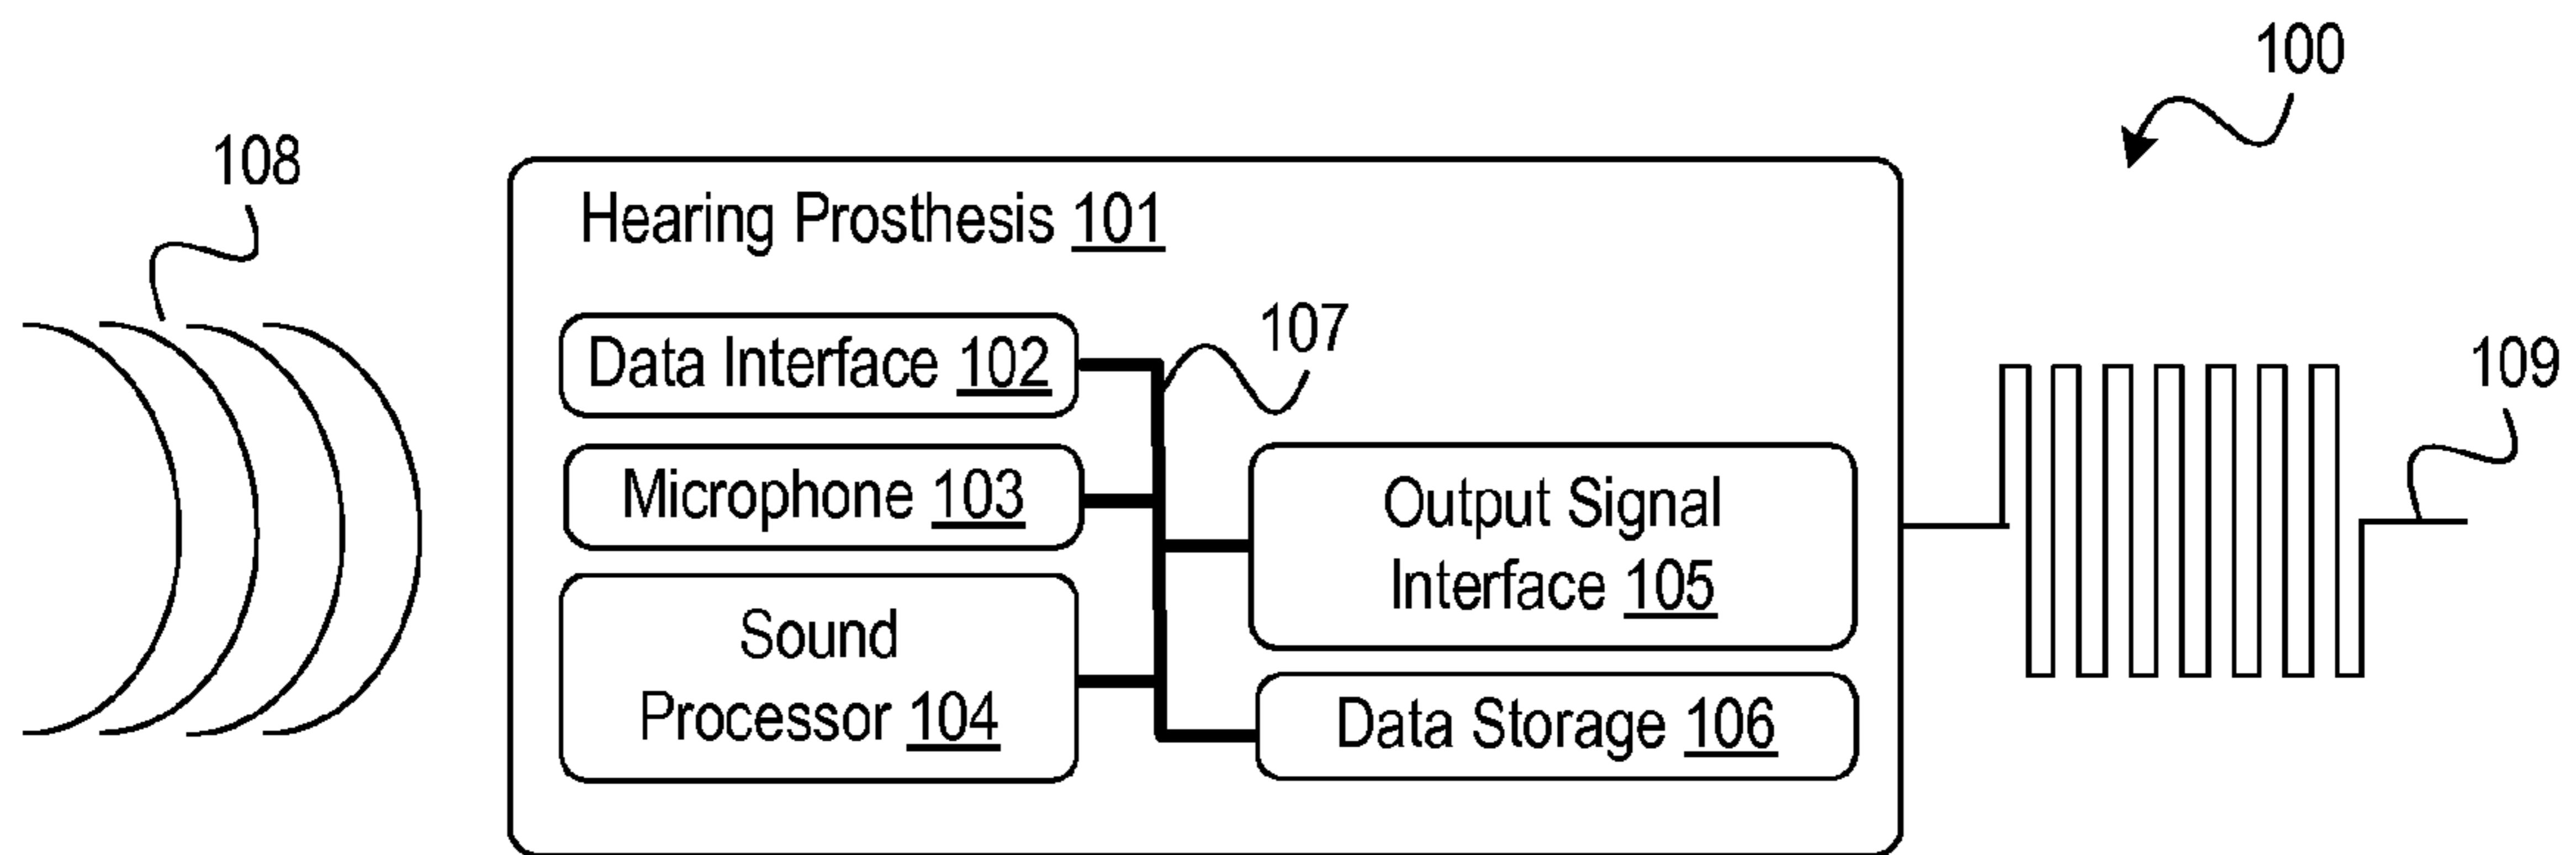 100
108
Hearing Prosthesis 101
107
Data Interface 102
109
Microphone 103
Output Signal
Interface 105
Sound
Processor 104
Data Storage 106